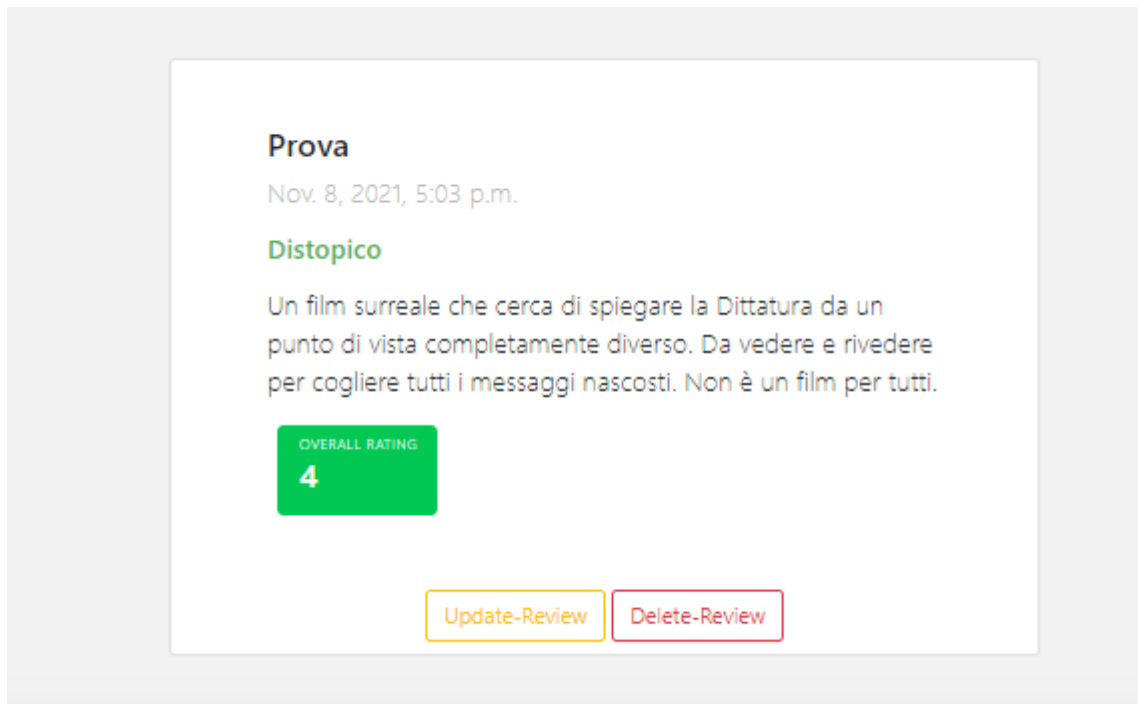 Prova
Nov. 8, 2021, 5:03 p.m.
Distopico
Un film surreale che cerca di spiegare la Dittatura da un
punto di vista completamente diverso. Da vedere e rivedere
per cogliere tutti i messaggi nascosti. Non è un film per tutti.
OVERALL RATING
4
Update-Review Delete-Review